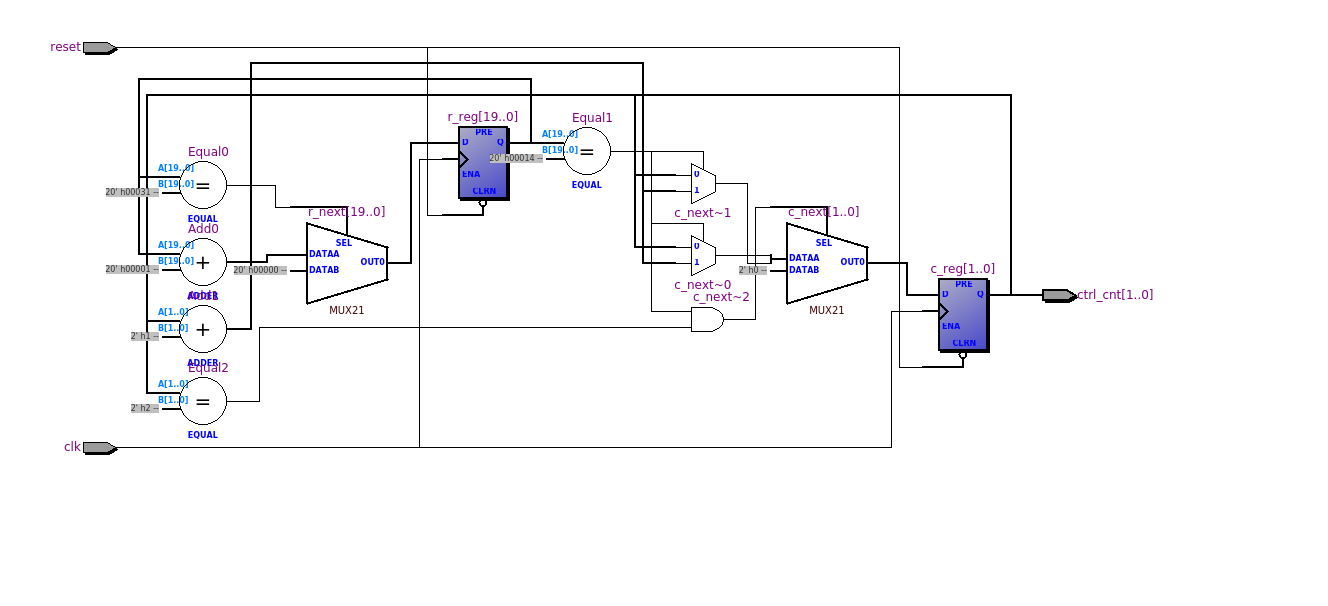 reset
r_reg[19..0]
PRE
D
Q
ENA
CLRN
Equal1
A[19..0]
B[19..0]
20' h00014 --
=
EQUAL
Equal0
A[19..0]
B[19..0]
20' h00031 --
=
EQUAL
Add0
A[19..0]
B[19..0]
20' h00001 --
+
ADDER
r_next[19..0]
SEL
DATAA
DATAB
20' h00000 --
OUT0
MUX21
0
1
c_next~1
0
1
c_next~0
c_next~2
c_next[1..0]
SEL
DATAA
DATAB
2' h0 --
OUT0
MUX21
c_reg[1..0]
PRE
D
Q
ENA
CLRN
ctrl_cnt[1..0]
Add1
A[1..0]
B[1..0]
2' h1 --
+
ADDER
Equal2
A[1..0]
B[1..0]
2' h2 --
=
EQUAL
clk